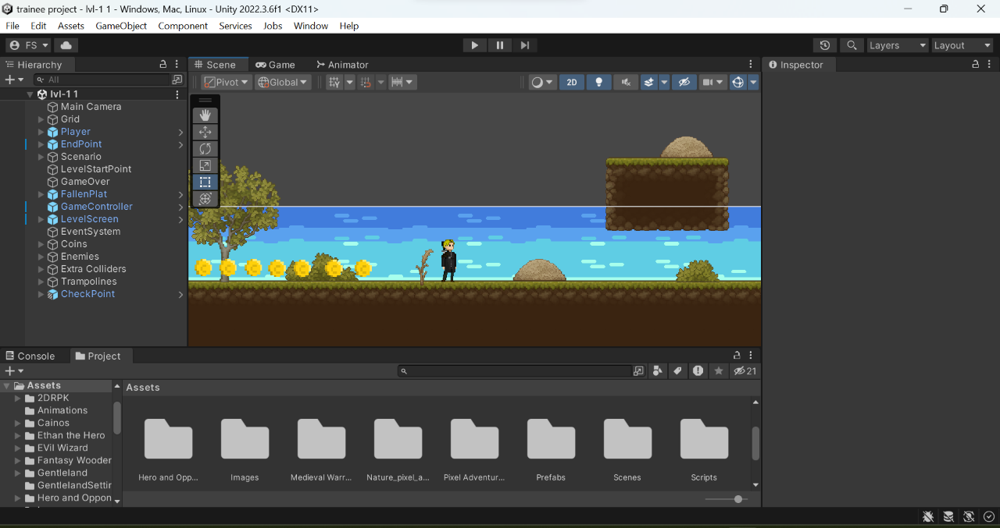 trainee project - lvl-1 1 - Windows, Mac, Linux - Unity 2022.3.6f1 <DX11>
File Edit Assets GameObject Component Services Jobs Window Help
FS Layers Layout
Hierarchy Scene Game Animator Inspector
All Pivot Global 2D
lvl-1 1
Main Camera
Grid
Player
EndPoint
Scenario
LevelStartPoint
GameOver
FallenPlat
GameController
LevelScreen
EventSystem
Coins
Enemies
Extra Colliders
Trampolines
CheckPoint
Console Project
21
Assets
2DRPK
Animations
Cainos
Ethan the Hero
EVil Wizard
Fantasy Wooder
Gentleland
GentlelandSettir
Hero and Oppon
Assets
Hero and Opp... Images Medieval Warr... Nature_pixel_a... Pixel Adventur... Prefabs Scenes Scripts